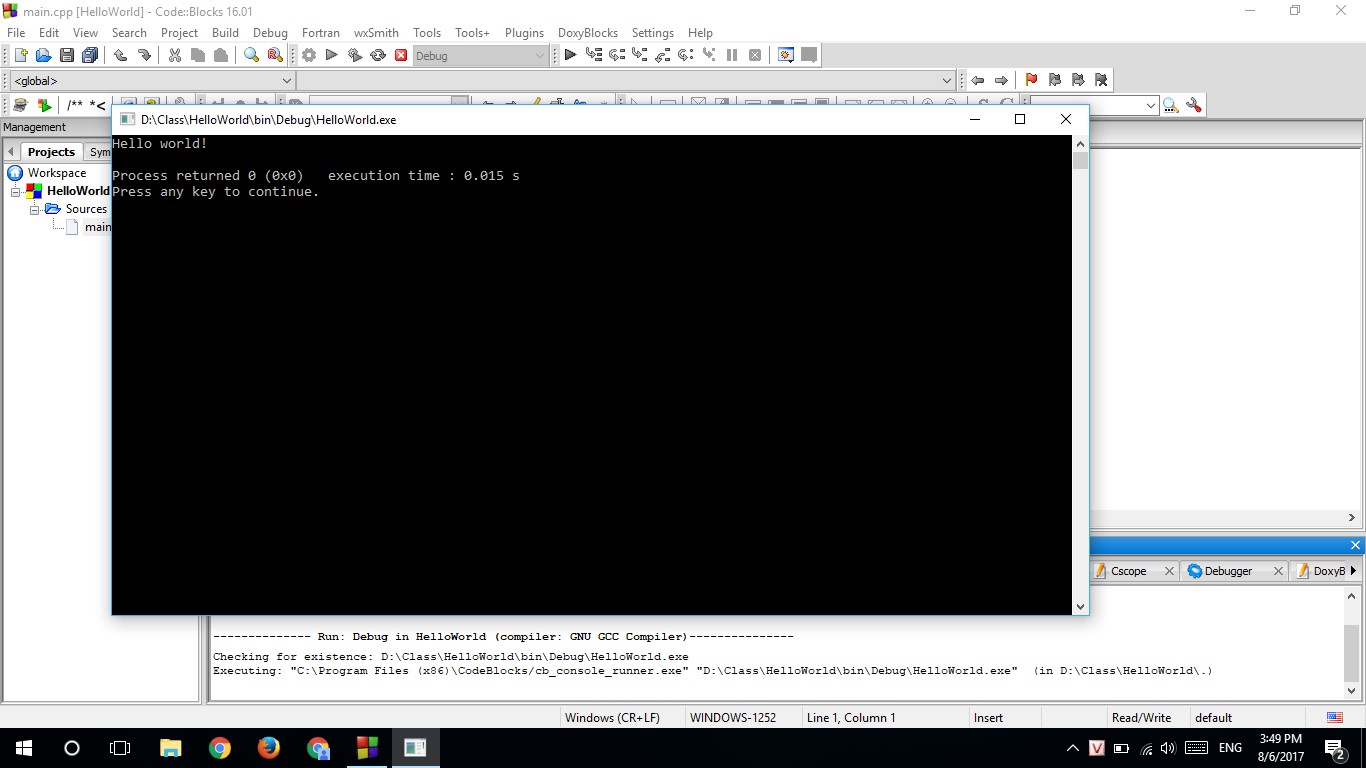 main.cpp [HelloWorld] - Code::Blocks 16.01
File Edit View Search Project Build Debug Fortran wxSmith Tools Tools+ Plugins DoxyBlocks Settings Help
Debug
<global>
/** *<
Management
D:\Class\HelloWorld\bin\Debug\HelloWorld.exe
Projects Sym
Hello world!
Workspace
HelloWorld
Sources
main
Process returned 0 (0x0)   execution time : 0.015 s
Press any key to continue.
Cscope Debugger DoxyB
-------------- Run: Debug in HelloWorld (compiler: GNU GCC Compiler)---------------
Checking for existence: D:\Class\HelloWorld\bin\Debug\HelloWorld.exe
Executing: "C:\Program Files (x86)\CodeBlocks/cb_console_runner.exe" "D:\Class\HelloWorld\bin\Debug\HelloWorld.exe"  (in D:\Class\HelloWorld\.)
Windows (CR+LF) WINDOWS-1252 Line 1, Column 1 Insert Read/Write default
V ENG 3:49 PM
8/6/2017 2